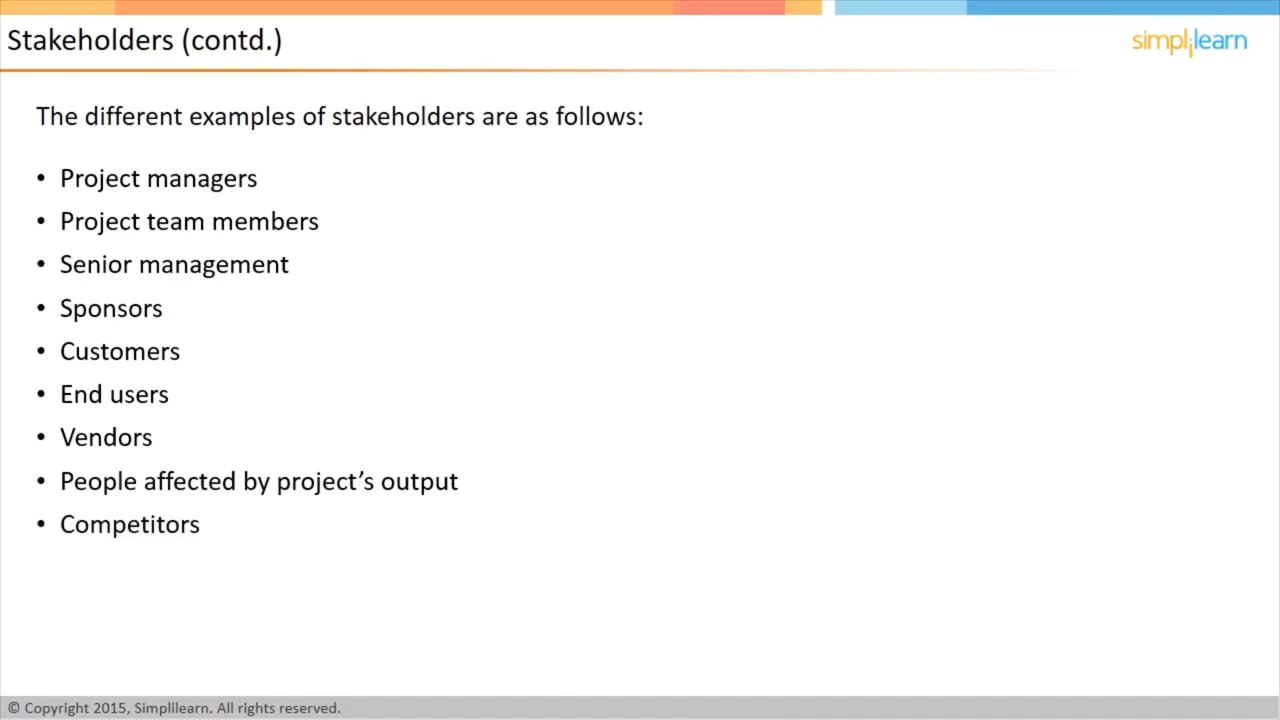 Stakeholders (contd.)
simplilearn
The different examples of stakeholders are as follows:
• Project managers
• Project team members
• Senior management
• Sponsors
• Customers
• End users
• Vendors
• People affected by project’s output
• Competitors
© Copyright 2015, Simplilearn. All rights reserved.